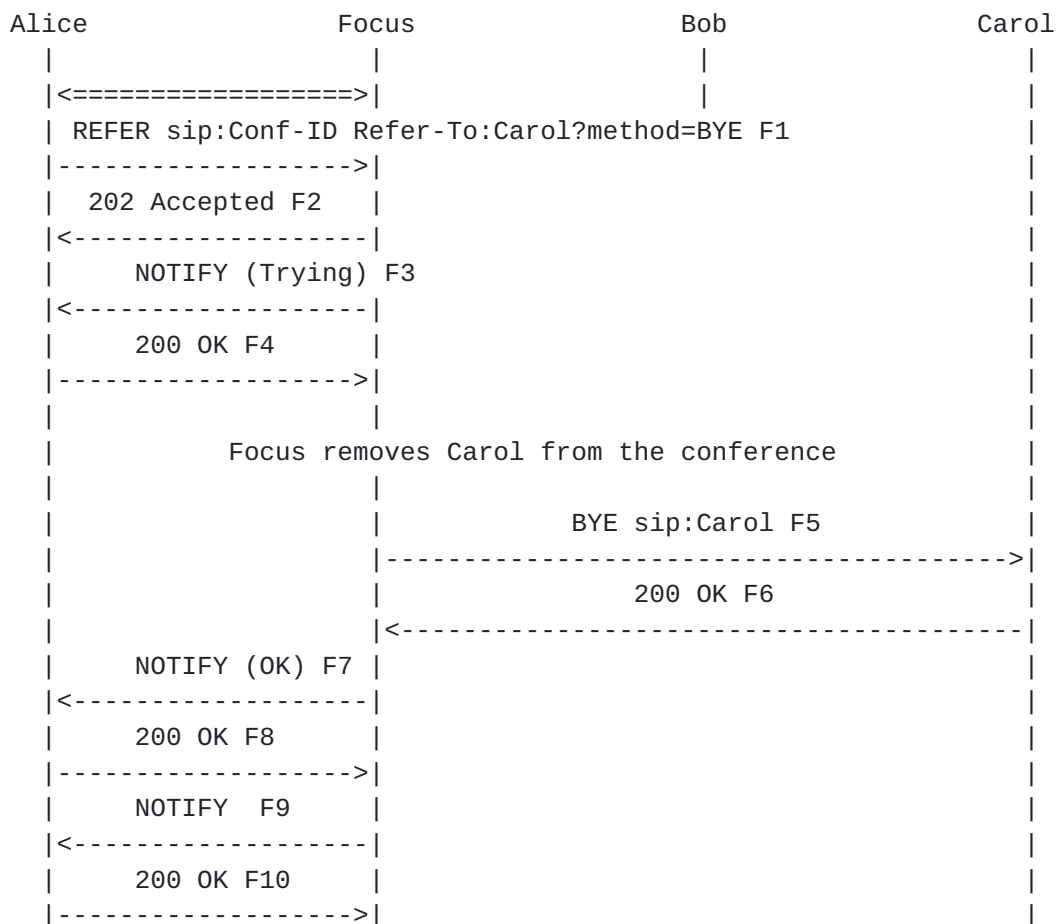 Alice                Focus                 Bob                Carol
  |                    |                    |                    |
  |<==================>|                    |                    |
  | REFER sip:Conf-ID Refer-To:Carol?method=BYE F1               |
  |------------------->|                                         |
  |  202 Accepted F2   |                                         |
  |<-------------------|                                         |
  |     NOTIFY (Trying) F3                                       |
  |<-------------------|                                         |
  |     200 OK F4      |                                         |
  |------------------->|                                         |
  |                    |                                         |
  |           Focus removes Carol from the conference            |
  |                    |                                         |
  |                    |            BYE sip:Carol F5             |
  |                    |---------------------------------------->|
  |                    |                200 OK F6                |
  |                    |<----------------------------------------|
  |     NOTIFY (OK) F7 |                                         |
  |<-------------------|                                         |
  |     200 OK F8      |                                         |
  |------------------->|                                         |
  |     NOTIFY  F9     |                                         |
  |<-------------------|                                         |
  |     200 OK F10     |                                         |
  |------------------->|                                         |